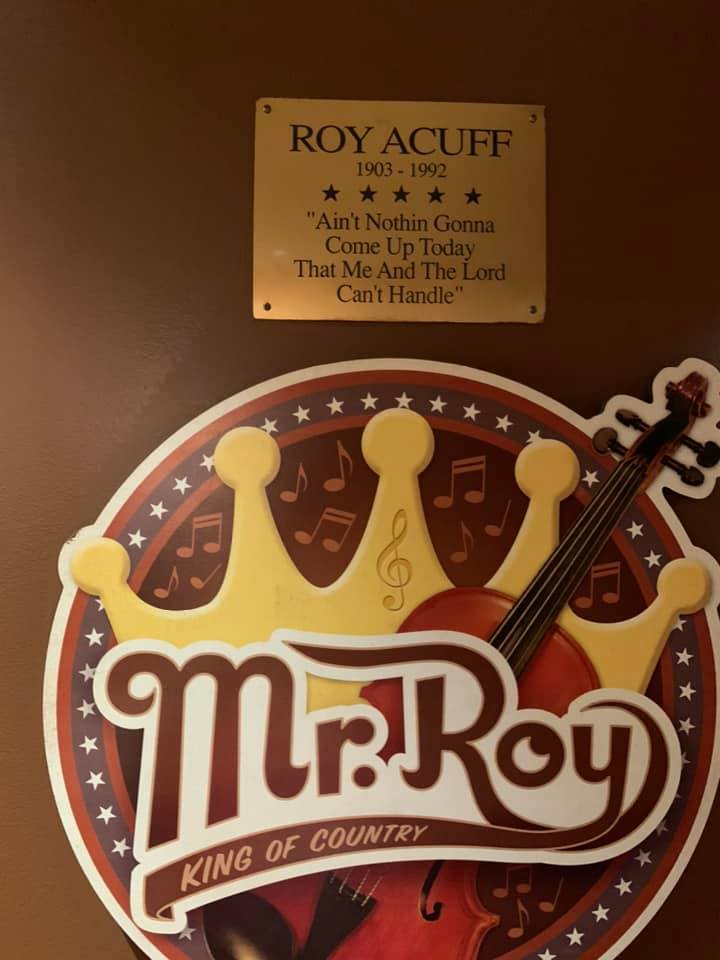 ROY ACUFF
1903 - 1992
"Ain't Nothin Gonna
Come Up Today
That Me And The Lord
Can't Handle"
Mr. Roy
KING OF COUNTRY